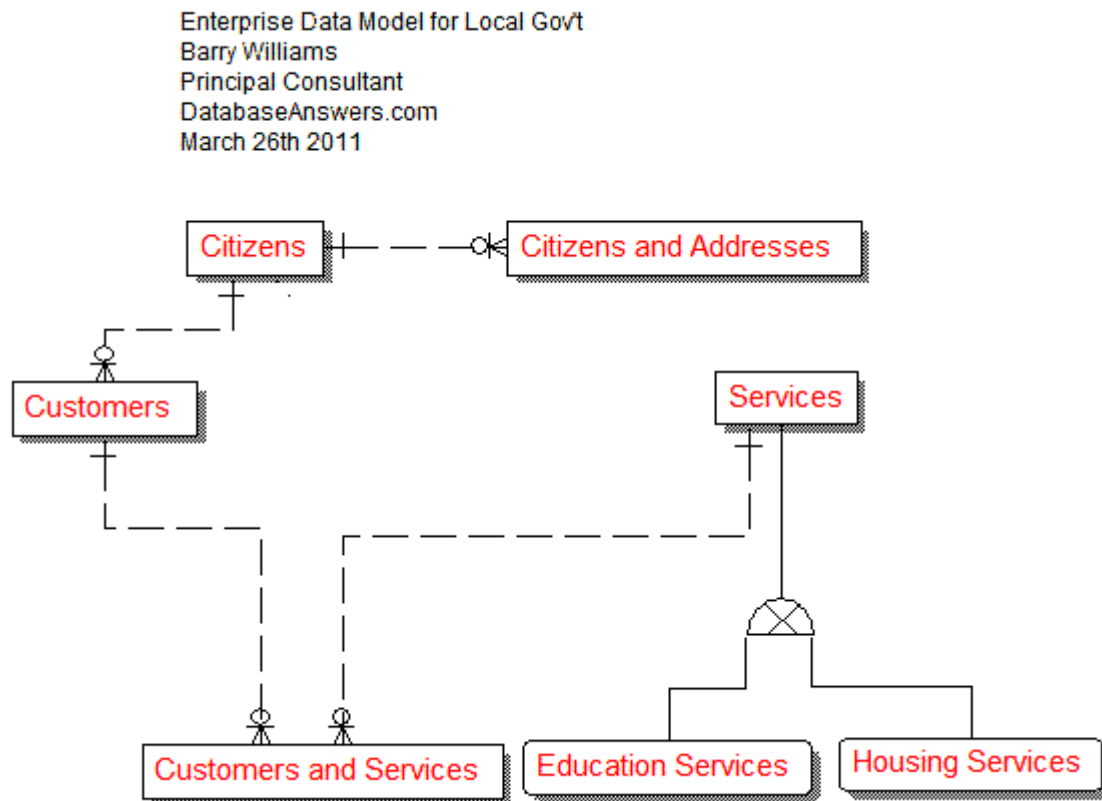 Enterprise Data Model for Local Gov't
Barry Williams
Principal Consultant
DatabaseAnswers.com
March 26th 2011
Citizens
Citizens and Addresses
Customers
Services
Customers and Services
Education Services
Housing Services